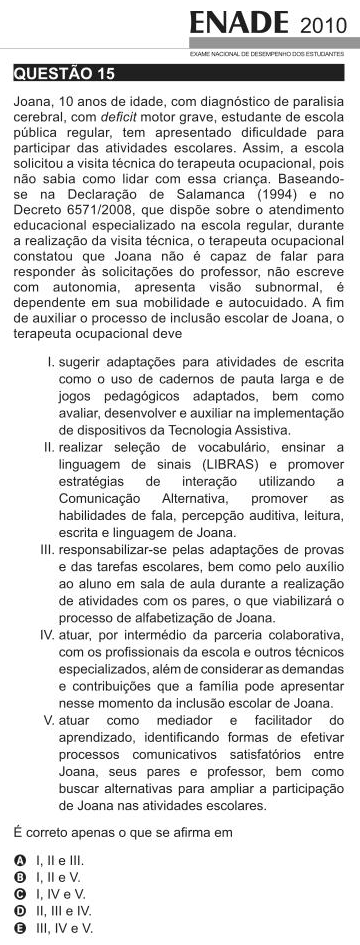 ENADE 2010
EXAME NACIONAL DE DESEMPENHO DOS ESTUDANTES
QUESTÃO 15
Joana, 10 anos de idade, com diagnóstico de paralisia
cerebral, com deficit motor grave, estudante de escola
pública regular, tem apresentado dificuldade para
participar das atividades escolares. Assim, a escola
solicitou a visita técnica do terapeuta ocupacional, pois
não sabia como lidar com essa criança. Baseando-
se na Declaração de Salamanca (1994) e no
Decreto 6571/2008, que dispõe sobre o atendimento
educacional especializado na escola regular, durante
a realização da visita técnica, o terapeuta ocupacional
constatou que Joana não é capaz de falar para
responder às solicitações do professor, não escreve
com autonomia, apresenta visão subnormal, é
dependente em sua mobilidade e autocuidado. A fim
de auxiliar o processo de inclusão escolar de Joana, o
terapeuta ocupacional deve
I. sugerir adaptações para atividades de escrita
como o uso de cadernos de pauta larga e de
jogos pedagógicos adaptados, bem como
avaliar, desenvolver e auxiliar na implementação
de dispositivos da Tecnologia Assistiva.
II. realizar seleção de vocabulário, ensinar a
linguagem de sinais (LIBRAS) e promover
estratégias de interação utilizando a
Comunicação Alternativa, promover as
habilidades de fala, percepção auditiva, leitura,
escrita e linguagem de Joana.
III. responsabilizar-se pelas adaptações de provas
e das tarefas escolares, bem como pelo auxílio
ao aluno em sala de aula durante a realização
de atividades com os pares, o que viabilizará o
processo de alfabetização de Joana.
IV. atuar, por intermédio da parceria colaborativa,
com os profissionais da escola e outros técnicos
especializados, além de considerar as demandas
e contribuições que a família pode apresentar
nesse momento da inclusão escolar de Joana.
V. atuar como mediador e facilitador do
aprendizado, identificando formas de efetivar
processos comunicativos satisfatórios entre
Joana, seus pares e professor, bem como
buscar alternativas para ampliar a participação
de Joana nas atividades escolares.
É correto apenas o que se afirma em
A I, II e III.
B I, II e V.
C I, IV e V.
D II, III e IV.
E III, IV e V.